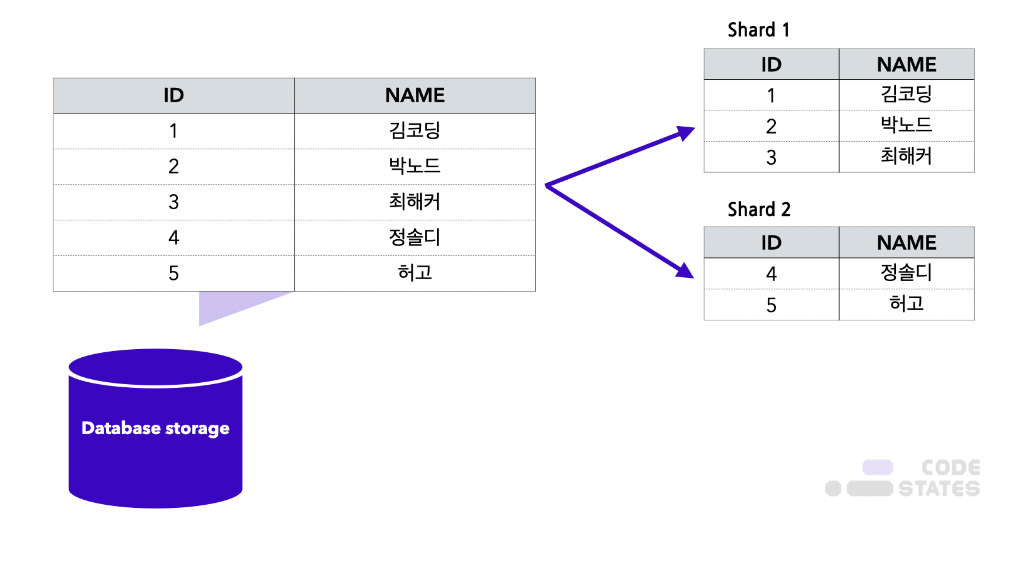 ID NAME
1 김코딩
2 박노드
3 최해커
4 정솔디
5 허고
Database storage
Shard 1
ID NAME
1 김코딩
2 박노드
3 최해커
Shard 2
ID NAME
4 정솔디
5 허고
CODE
STATES